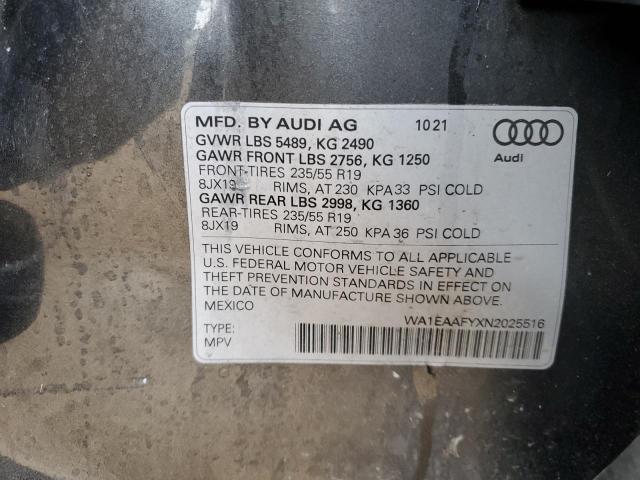 MFD. BY AUDI AG 10 21
GVWR LBS 5489, KG 2490
GAWR FRONT LBS 2756, KG 1250
FRONT-TIRES 235/55 R19
8JX19 RIMS, AT 230 KPA 33 PSI COLD
GAWR REAR LBS 2998, KG 1360
REAR-TIRES 235/55 R19
8JX19 RIMS, AT 250 KPA 36 PSI COLD
Audi
THIS VEHICLE CONFORMS TO ALL APPLICABLE
U.S. FEDERAL MOTOR VEHICLE SAFETY AND
THEFT PREVENTION STANDARDS IN EFFECT ON
THE DATE OF MANUFACTURE SHOWN ABOVE.
MEXICO
WA1EAAFYXN2025516
TYPE:
MPV